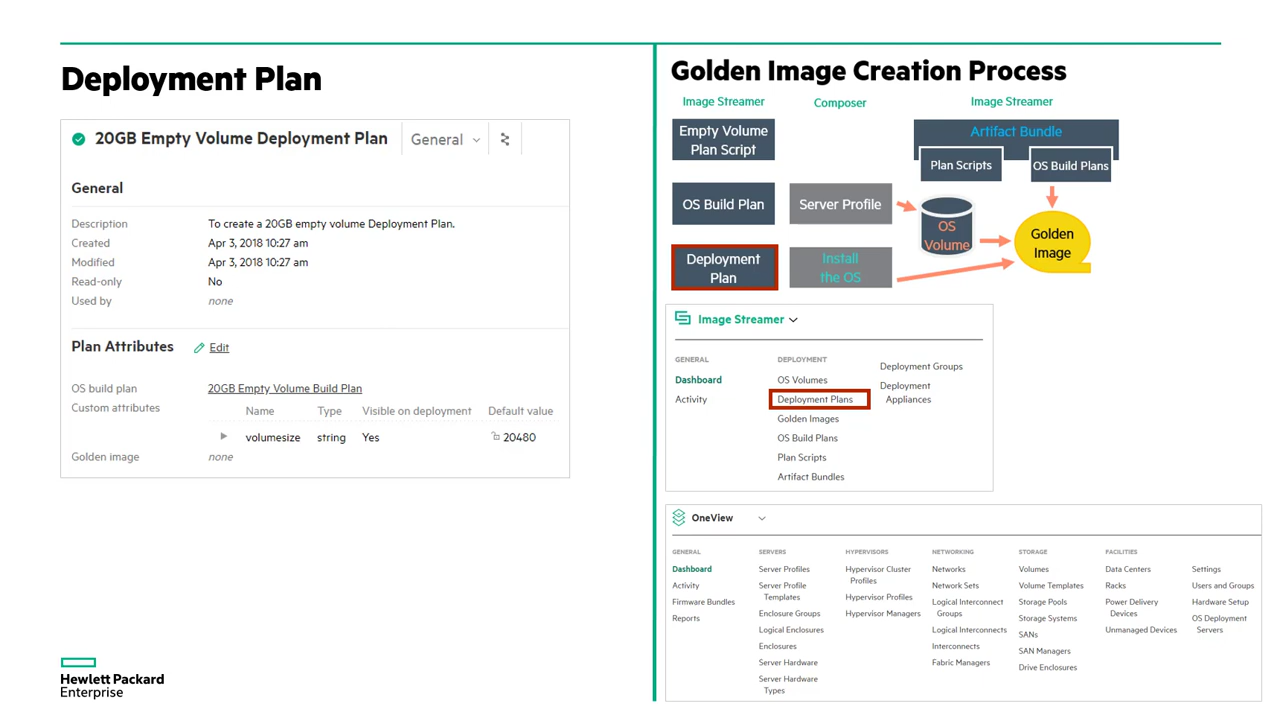 Deployment Plan
20GB Empty Volume Deployment Plan General
General
Description To create a 20GB empty volume Deployment Plan.
Created Apr 3, 2018 10:27 am
Modified Apr 3, 2018 10:27 am
Read-only No
Used by none
Plan Attributes Edit
OS build plan 20GB Empty Volume Build Plan
Custom attributes
Name Type Visible on deployment Default value
volumesize string Yes 20480
Golden image none
Hewlett Packard
Enterprise
Golden Image Creation Process
Image Streamer Composer Image Streamer
Empty Volume
Plan Script
Artifact Bundle
Plan Scripts OS Build Plans
OS Build Plan Server Profile
OS
Volume
Golden
Image
Deployment
Plan
Install
the OS
Image Streamer
GENERAL
Dashboard
Activity
DEPLOYMENT
OS Volumes
Deployment Plans
Golden Images
OS Build Plans
Plan Scripts
Artifact Bundles
Deployment Groups
Deployment
Appliances
OneView
GENERAL
Dashboard
Activity
Firmware Bundles
Reports
SERVERS
Server Profiles
Server Profile
Templates
Enclosure Groups
Logical Enclosures
Enclosures
Server Hardware
Server Hardware
Types
HYPERVISORS
Hypervisor Cluster
Profiles
Hypervisor Profiles
Hypervisor Managers
NETWORKING
Networks
Network Sets
Logical Interconnect
Groups
Logical Interconnects
Interconnects
Fabric Managers
STORAGE
Volumes
Volume Templates
Storage Pools
Storage Systems
SANs
SAN Managers
Drive Enclosures
FACILITIES
Data Centers
Racks
Power Delivery
Devices
Unmanaged Devices
Settings
Users and Groups
Hardware Setup
OS Deployment
Servers